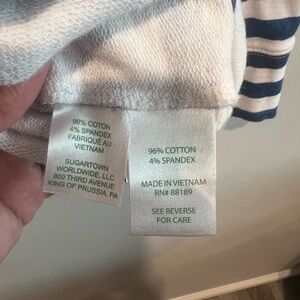 96% COTTON
4% SPANDEX
FABRIQUÉ AU
VIETNAM
SUGARTOWN
WORLDWIDE, LLC
800 THIRD AVENUE
KING OF PRUSSIA, PA
96% COTTON
4% SPANDEX
MADE IN VIETNAM
RN# 88189
SEE REVERSE
FOR CARE